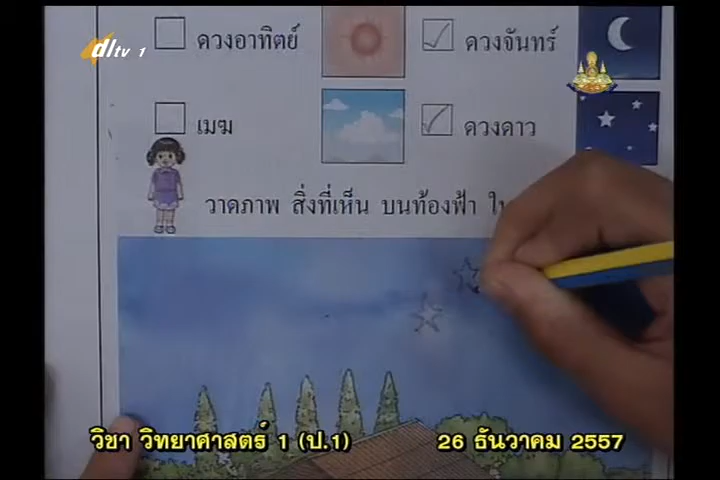 dltv 1
ดวงอาทิตย์ ดวงจันทร์
เมฆ ดวงดาว
วาดภาพ สิ่งที่เห็น บนท้องฟ้า
วิชา วิทยาศาสตร์ 1 (ป.1) 26 ธันวาคม 2557